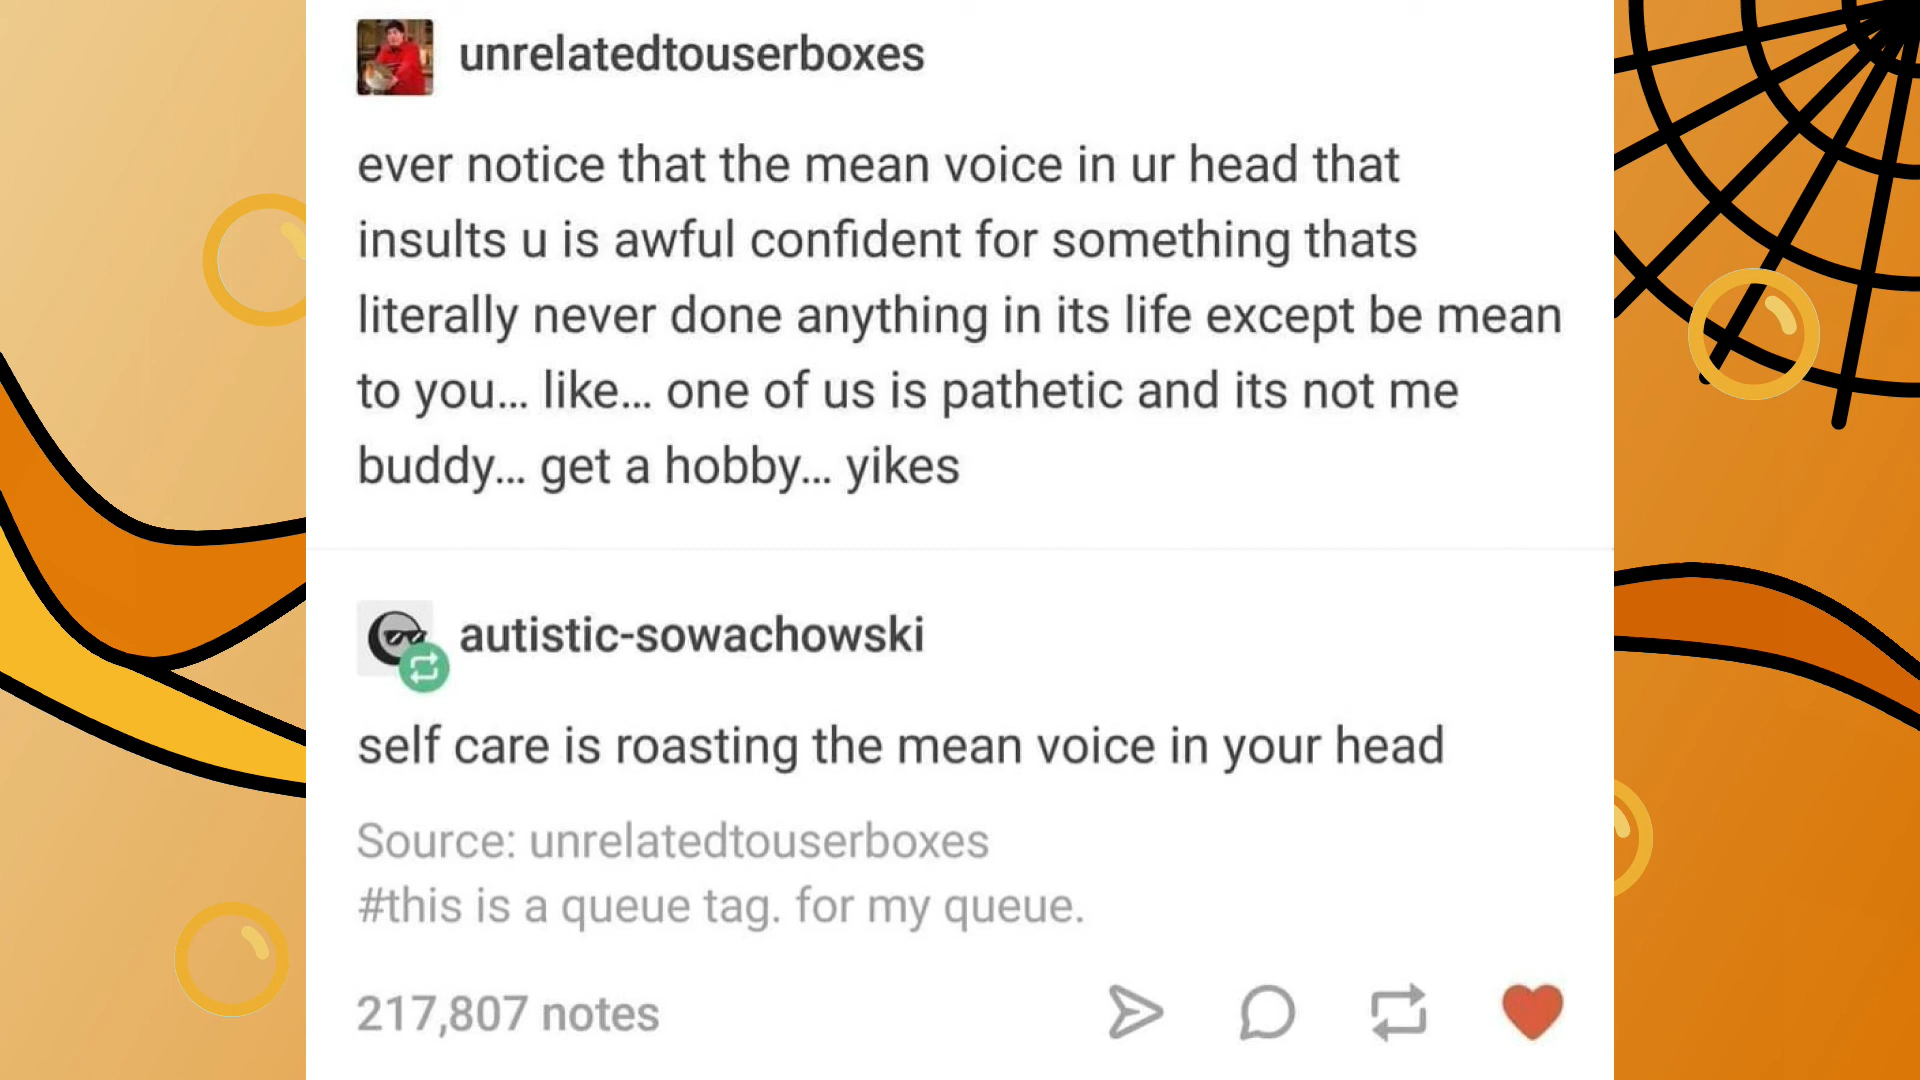 unrelatedtouserboxes
ever notice that the mean voice in ur head that
insults u is awful confident for something thats
literally never done anything in its life except be mean
to you... like... one of us is pathetic and its not me
buddy... get a hobby... yikes
autistic-sowachowski
self care is roasting the mean voice in your head
Source: unrelatedtouserboxes
#this is a queue tag. for my queue.
217,807 notes